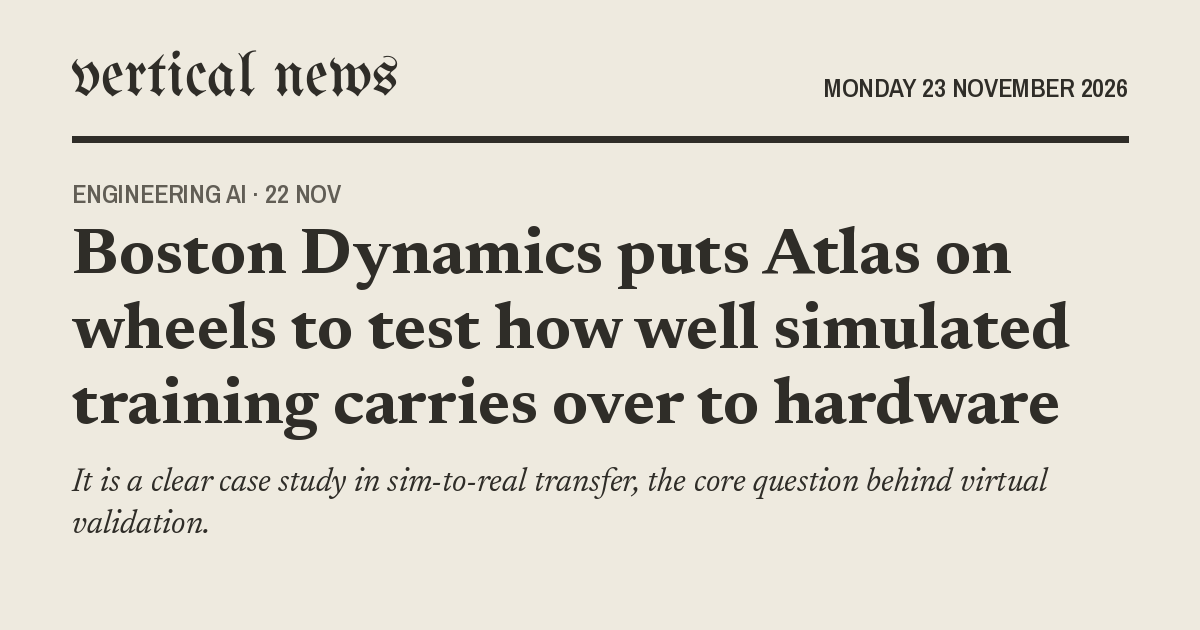 vertical news
MONDAY 23 NOVEMBER 2026
ENGINEERING AI · 22 NOV
Boston Dynamics puts Atlas on
wheels to test how well simulated
training carries over to hardware
It is a clear case study in sim-to-real transfer, the core question behind virtual
validation.